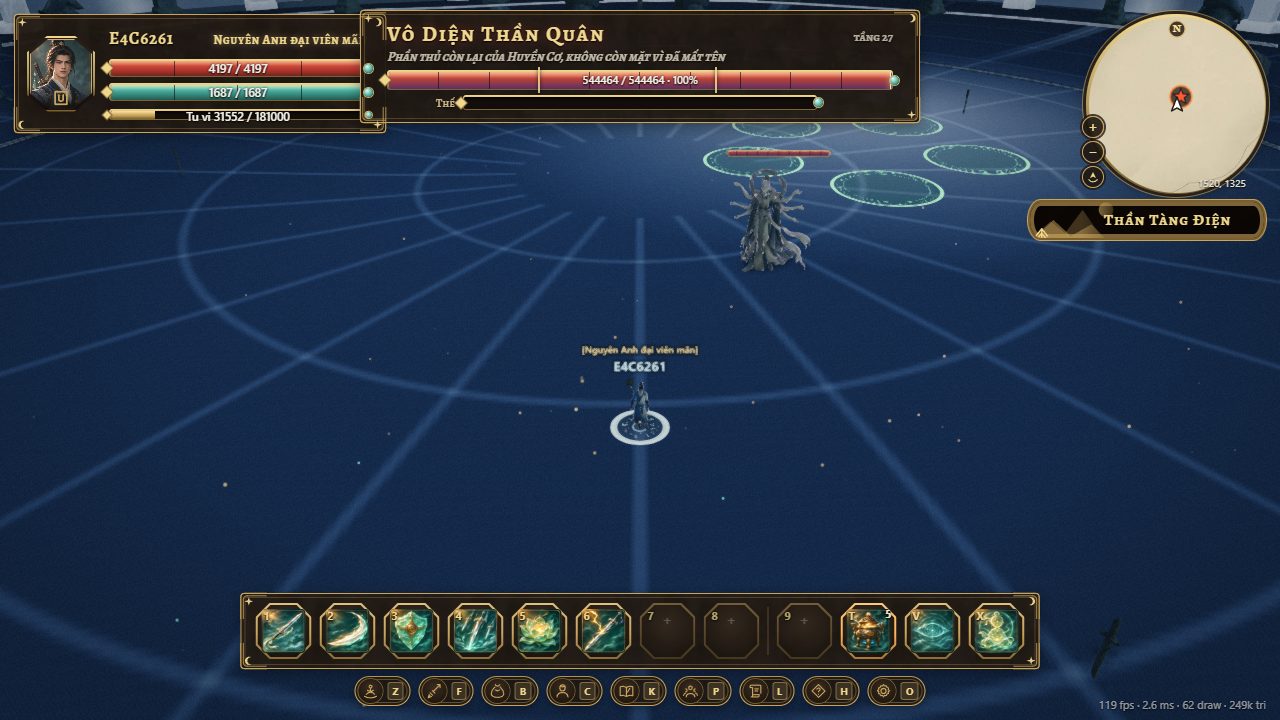 E4C6261
Nguyên Anh đại viên mã
4197 / 4197
1687 / 1687
Tu vi 31552 / 181000
U
Vô Diện Thần Quân
Tầng 27
Phần thủ còn lại của Huyền Cơ, không còn mặt vì đã mất tên
544464 / 544464 · 100%
Thế
N
+
−
1520, 1325
Thần Tàng Điện
[Nguyên Anh đại viên mãn]
E4C6261
1 2 3 4 5 6 7 8 9 T 5 V X
Z F B C K P L H O
119 fps · 2.6 ms · 62 draw · 249k tri